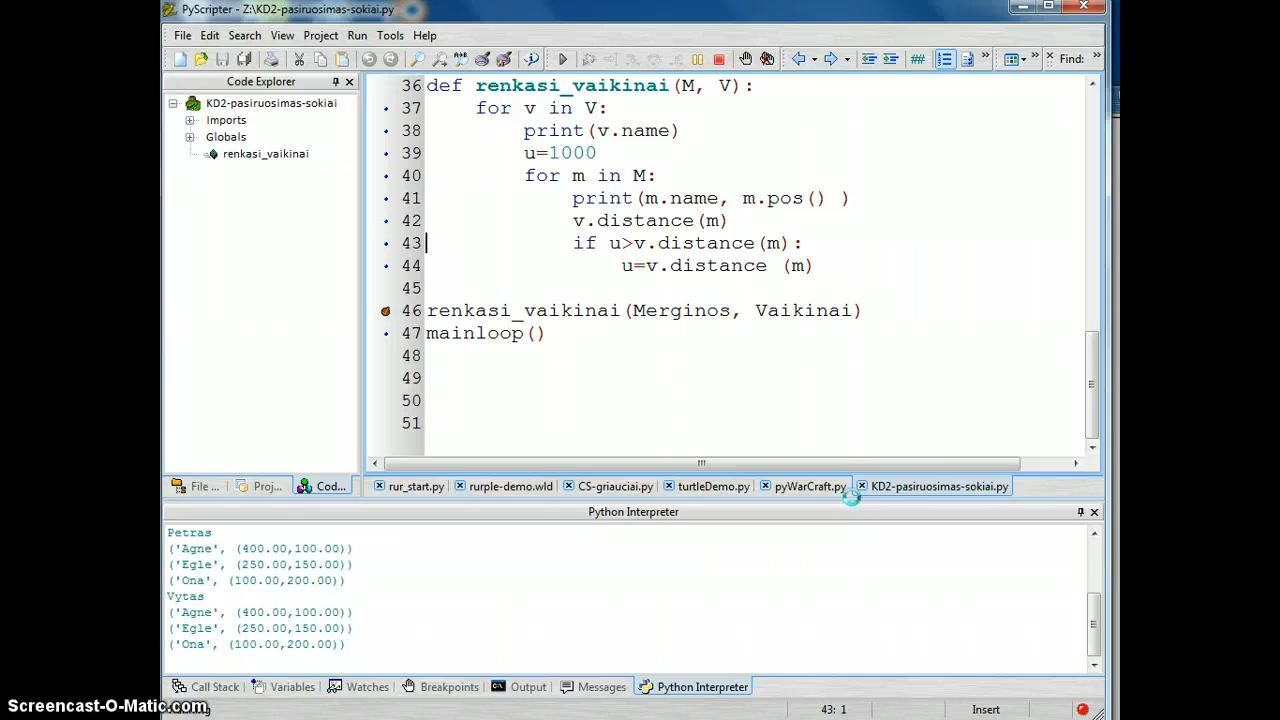 PyScripter - Z:\KD2-pasiruosimas-sokiai.py
File Edit Search View Project Run Tools Help
Find:
Code Explorer
KD2-pasiruosimas-sokiai
Imports
Globals
renkasi_vaikinai
36 def renkasi_vaikinai(M, V):
37 for v in V:
38 print(v.name)
39 u=1000
40 for m in M:
41 print(m.name, m.pos() )
42 v.distance(m)
43 if u>v.distance(m):
44 u=v.distance (m)
45
46 renkasi_vaikinai(Merginos, Vaikinai)
47 mainloop()
48
49
50
51
File ... Proj... Cod...
rur_start.py rurple-demo.wld CS-griauciai.py turtleDemo.py pyWarCraft.py KD2-pasiruosimas-sokiai.py
Python Interpreter
Petras
('Agne', (400.00,100.00))
('Egle', (250.00,150.00))
('Ona', (100.00,200.00))
Vytas
('Agne', (400.00,100.00))
('Egle', (250.00,150.00))
('Ona', (100.00,200.00))
Call Stack Variables Watches Breakpoints Output Messages Python Interpreter
43: 1 Insert
Screencast-O-Matic.com